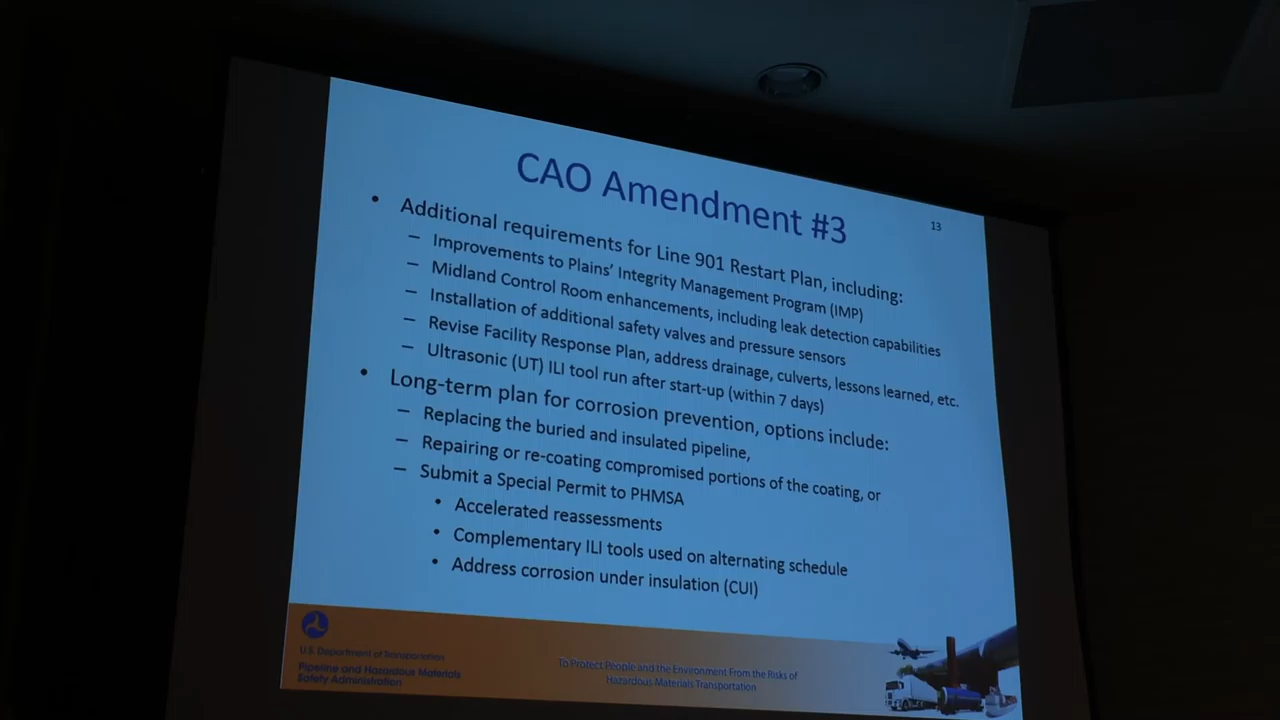 CAO Amendment #3
13
• Additional requirements for Line 901 Restart Plan, including:
– Improvements to Plains' Integrity Management Program (IMP)
– Midland Control Room enhancements, including leak detection capabilities
– Installation of additional safety valves and pressure sensors
– Revise Facility Response Plan, address drainage, culverts, lessons learned, etc.
– Ultrasonic (UT) ILI tool run after start-up (within 7 days)
• Long-term plan for corrosion prevention, options include:
– Replacing the buried and insulated pipeline,
– Repairing or re-coating compromised portions of the coating, or
– Submit a Special Permit to PHMSA
• Accelerated reassessments
• Complementary ILI tools used on alternating schedule
• Address corrosion under insulation (CUI)
U.S. Department of Transportation
Pipeline and Hazardous Materials
Safety Administration
To Protect People and the Environment From the Risks of
Hazardous Materials Transportation